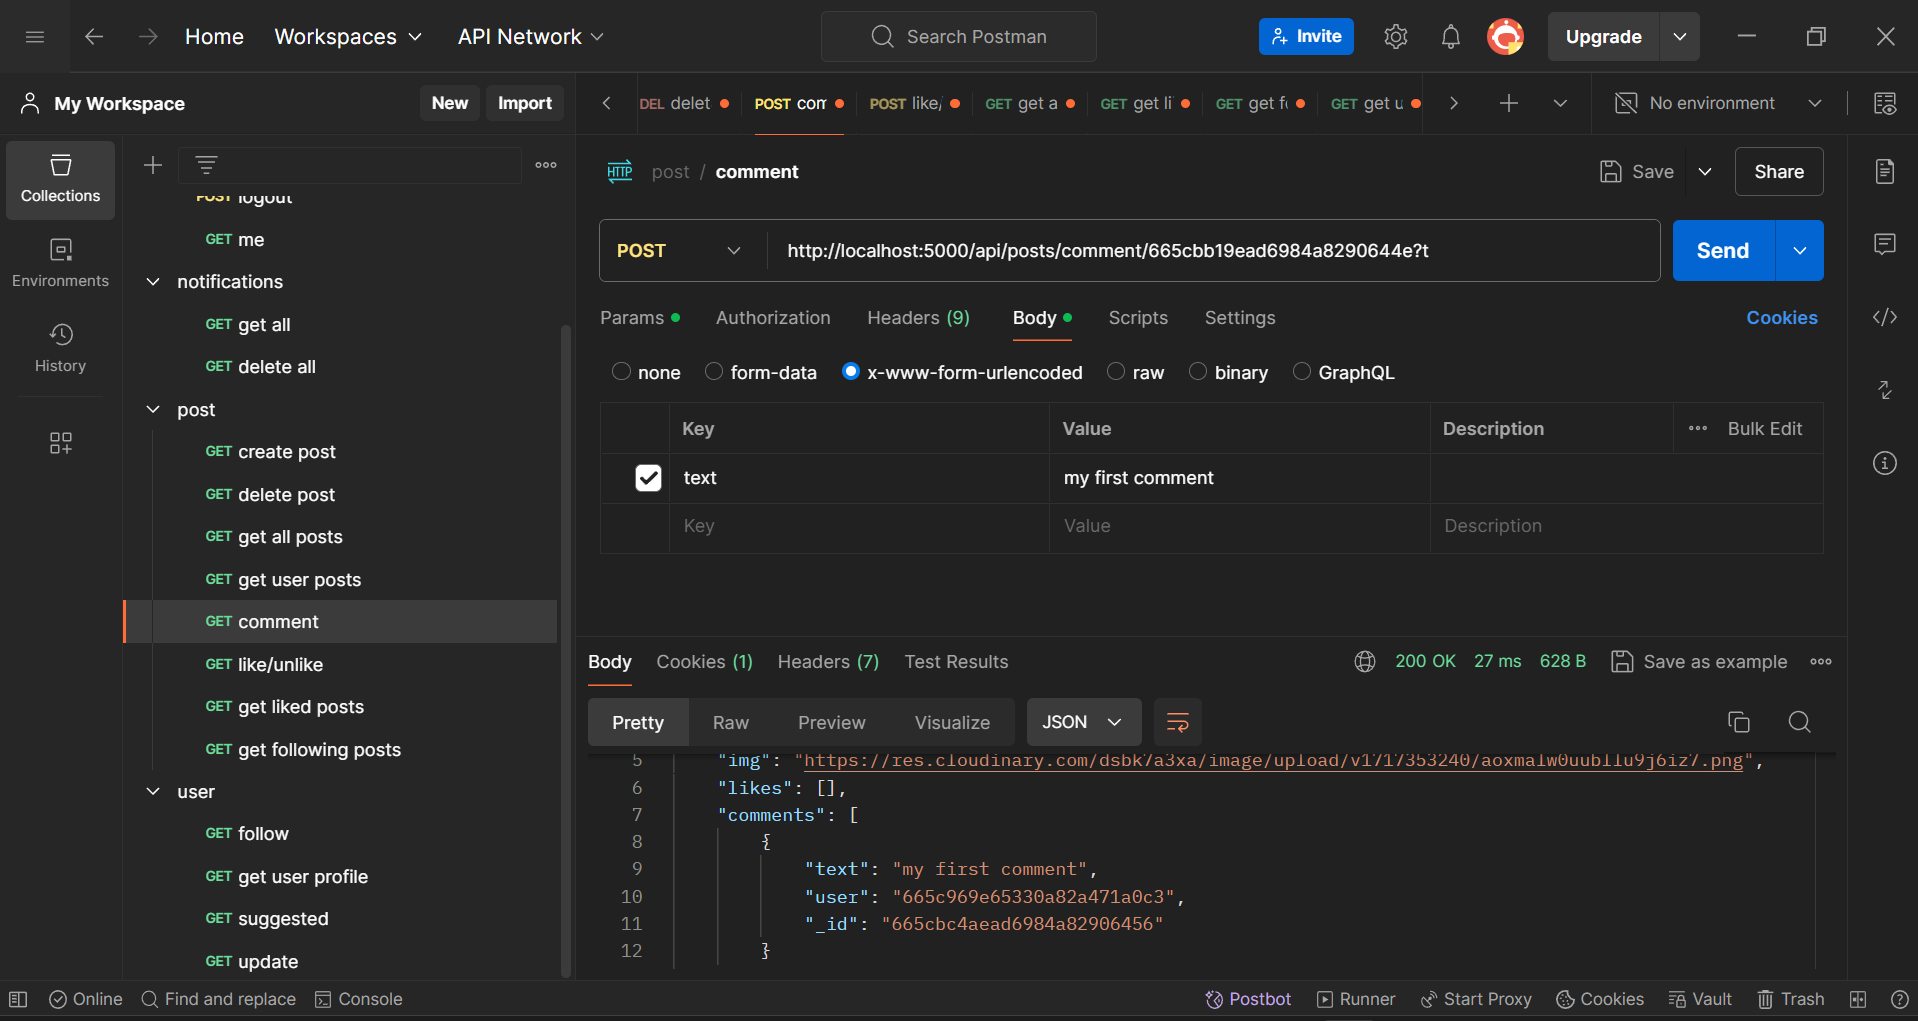 Home Workspaces API Network Search Postman Invite Upgrade
My Workspace New Import
DEL delet POST com POST like/ GET get a GET get li GET get f GET get u No environment
Collections
Environments
History
POST logout
GET me
notifications
GET get all
GET delete all
post
GET create post
GET delete post
GET get all posts
GET get user posts
GET comment
GET like/unlike
GET get liked posts
GET get following posts
user
GET follow
GET get user profile
GET suggested
GET update
HTTP post / comment Save Share
POST http://localhost:5000/api/posts/comment/665cbb19ead6984a8290644e?t Send
Params Authorization Headers (9) Body Scripts Settings Cookies
none form-data x-www-form-urlencoded raw binary GraphQL
Key Value Description Bulk Edit
text my first comment
Key Value Description
Body Cookies (1) Headers (7) Test Results 200 OK 27 ms 628 B Save as example
Pretty Raw Preview Visualize JSON
5 "img": "https://res.cloudinary.com/dsbk7a3xa/image/upload/v1717353240/aoxmalw0uubllu9j6iz7.png",
6 "likes": [],
7 "comments": [
8 {
9 "text": "my first comment",
10 "user": "665c969e65330a82a471a0c3",
11 "_id": "665cbc4aead6984a82906456"
12 }
Online Find and replace Console Postbot Runner Start Proxy Cookies Vault Trash